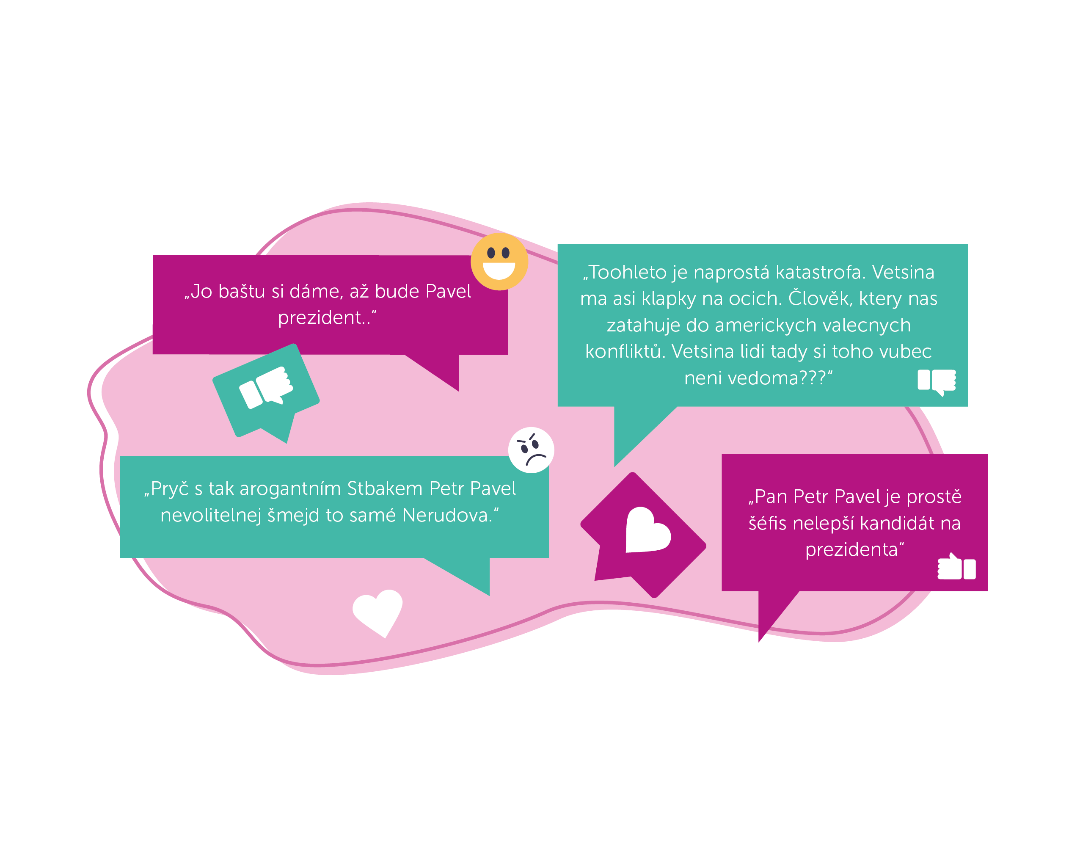 „Jo baštu si dáme, až bude Pavel
prezident..“
„Toohleto je naprostá katastrofa. Vetsina
ma asi klapky na ocich. Člověk, ktery nas
zatahuje do americkych valecnych
konfliktů. Vetsina lidi tady si toho vubec
neni vedoma???“
„Pryč s tak arogantním Stbakem Petr Pavel
nevolitelnej šmejd to samé Nerudova.“
„Pan Petr Pavel je prostě
šéfis nelepší kandidát na
prezidenta“